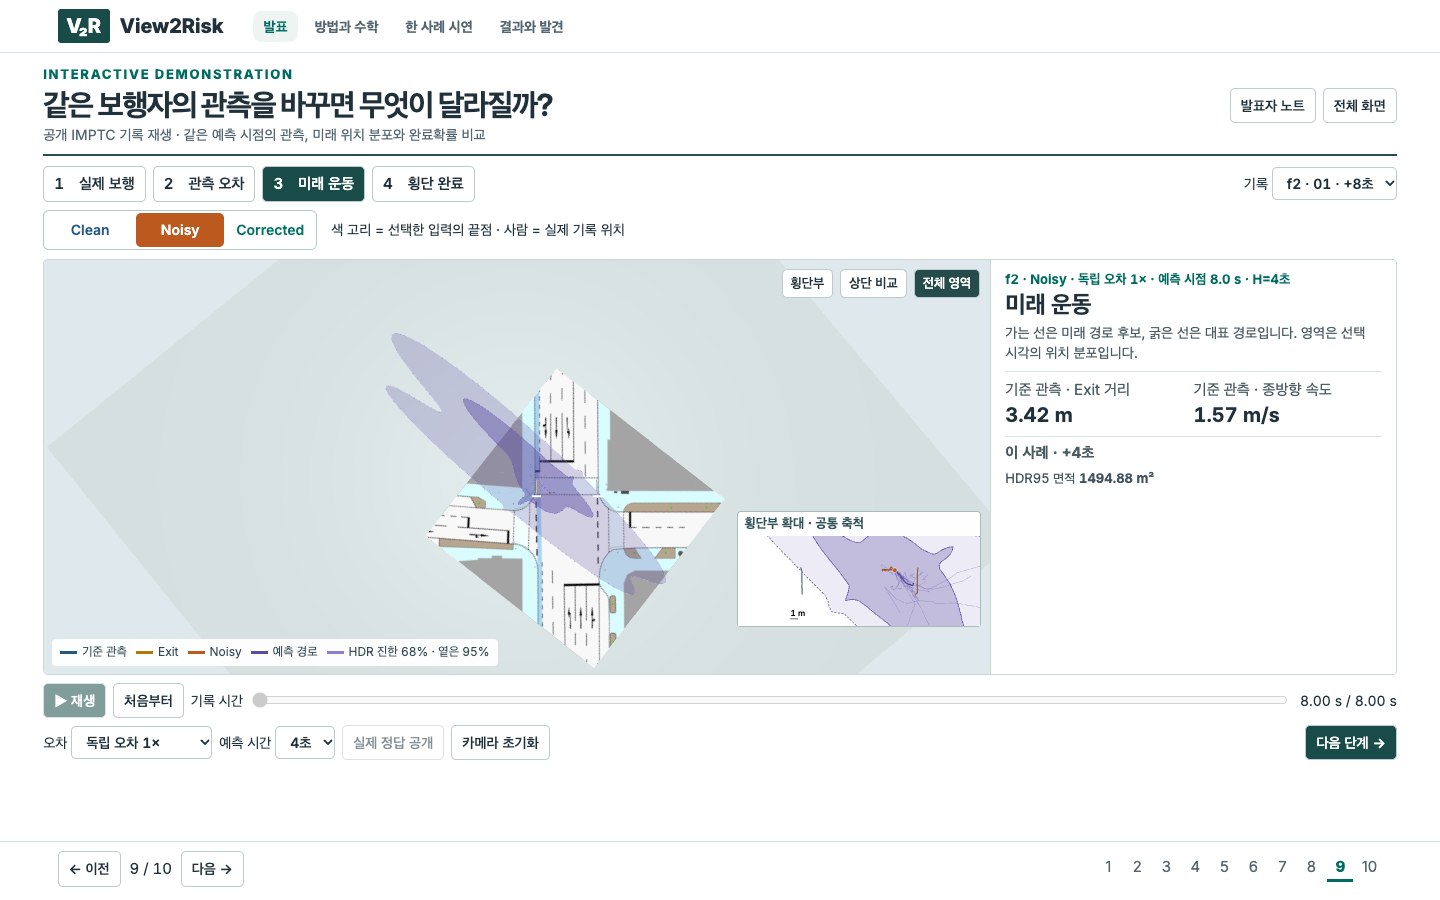 V2R View2Risk 발표 방법과 수학 한 사례 시연 결과와 발견
INTERACTIVE DEMONSTRATION
같은 보행자의 관측을 바꾸면 무엇이 달라질까?
발표자 노트 전체 화면
공개 IMPTC 기록 재생 · 같은 예측 시점의 관측, 미래 위치 분포와 완료확률 비교
1 실제 보행 2 관측 오차 3 미래 운동 4 횡단 완료 기록 f2 · 01 · +8초
Clean Noisy Corrected 색 고리 = 선택한 입력의 끝점 · 사람 = 실제 기록 위치
횡단부 상단 비교 전체 영역
f2 · Noisy · 독립 오차 1× · 예측 시점 8.0 s · H=4초
미래 운동
가는 선은 미래 경로 후보, 굵은 선은 대표 경로입니다. 영역은 선택
시각의 위치 분포입니다.
기준 관측 · Exit 거리 기준 관측 · 종방향 속도
3.42 m 1.57 m/s
이 사례 · +4초
HDR95 면적 1494.88 m²
횡단부 확대 · 공통 축척
1 m
기준 관측 Exit Noisy 예측 경로 HDR 진한 68% · 옅은 95%
▶ 재생 처음부터 기록 시간 8.00 s / 8.00 s
오차 독립 오차 1× 예측 시간 4초 실제 정답 공개 카메라 초기화 다음 단계 →
← 이전 9 / 10 다음 → 1 2 3 4 5 6 7 8 9 10